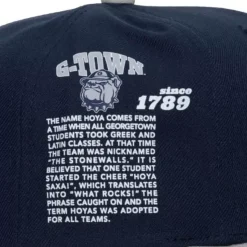 G-TOWN
since
1789
THE NAME HOYA COMES FROM
A TIME WHEN ALL GEORGETOWN
STUDENTS TOOK GREEK AND
LATIN CLASSES. AT THAT TIME
THE TEAM WAS NICKNAMED
"THE STONEWALLS." IT IS
BELIEVED THAT ONE STUDENT
STARTED THE CHEER "HOYA
SAXA!", WHICH TRANSLATES
INTO "WHAT ROCKS!" THE
PHRASE CAUGHT ON AND THE
TERM HOYAS WAS ADOPTED
FOR ALL TEAMS.